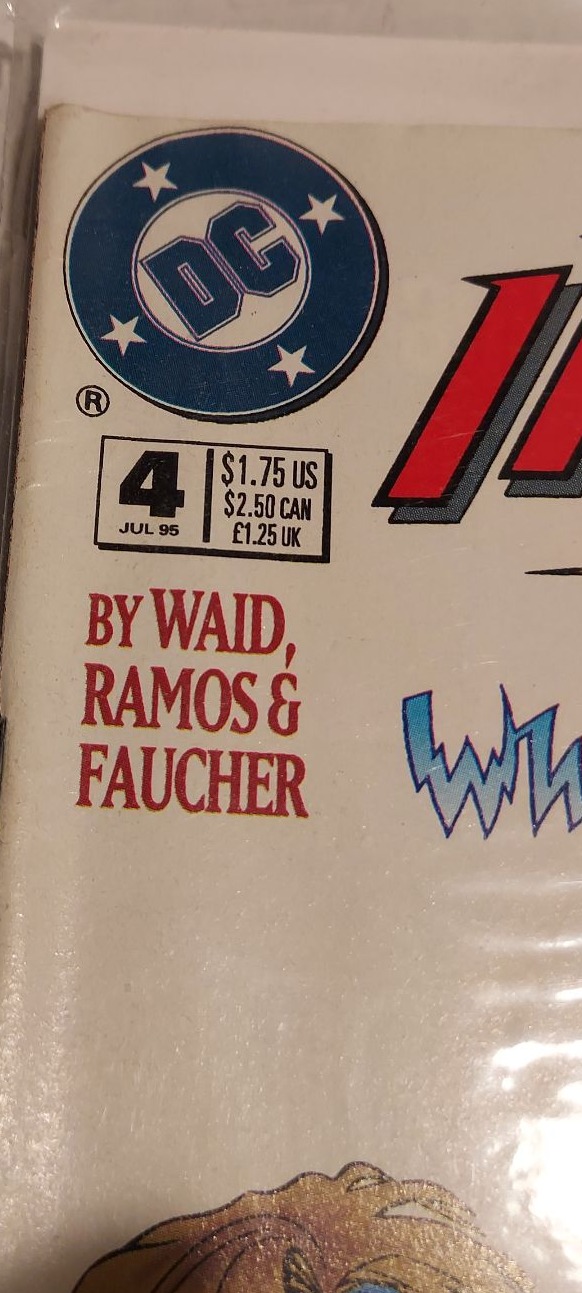 DC
®
4
JUL 95
$1.75 US
$2.50 CAN
£1.25 UK
BY WAID,
RAMOS &
FAUCHER